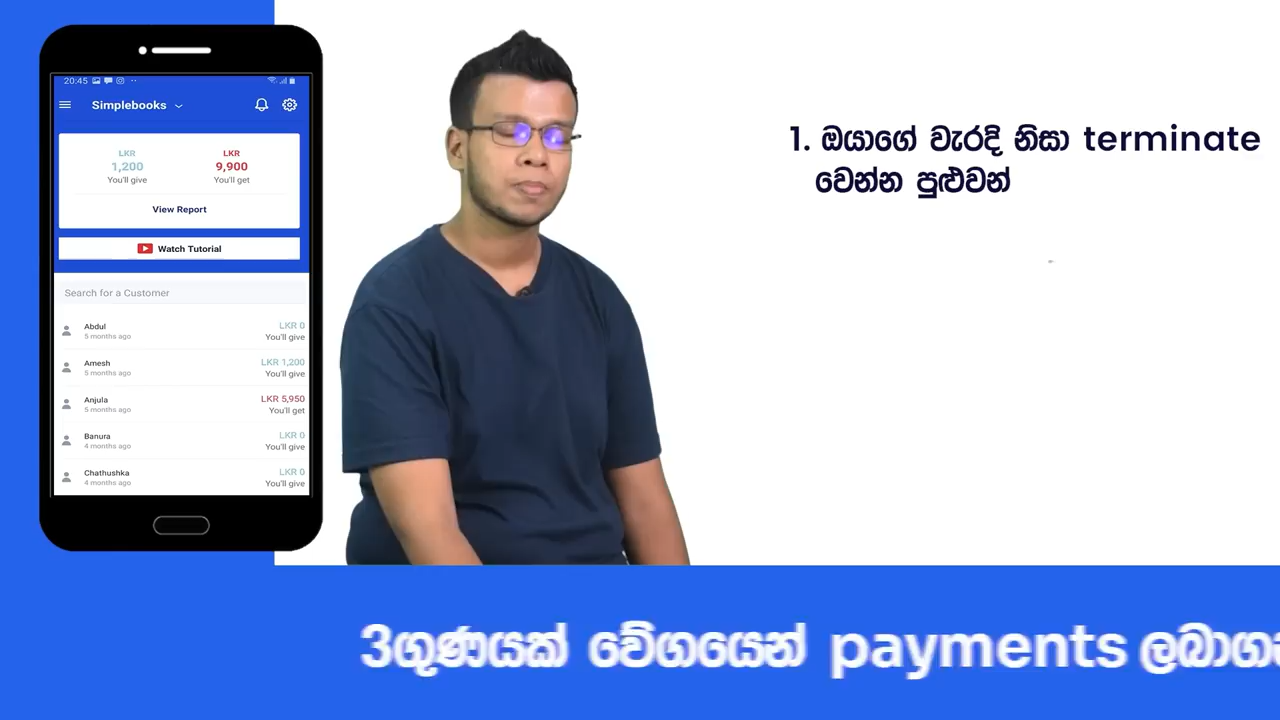 20:45
Simplebooks
LKR LKR
1,200 9,900
You'll give You'll get
View Report
Watch Tutorial
Search for a Customer
Abdul LKR 0
5 months ago You'll give
Amesh LKR 1,200
5 months ago You'll give
Anjula LKR 5,950
5 months ago You'll get
Banura LKR 0
4 months ago You'll give
Chathushka LKR 0
4 months ago You'll give
1. ඔයාගේ වැරදි නිසා terminate
වෙන්න පුළුවන්
3ගුණයක් වේගයෙන් payments